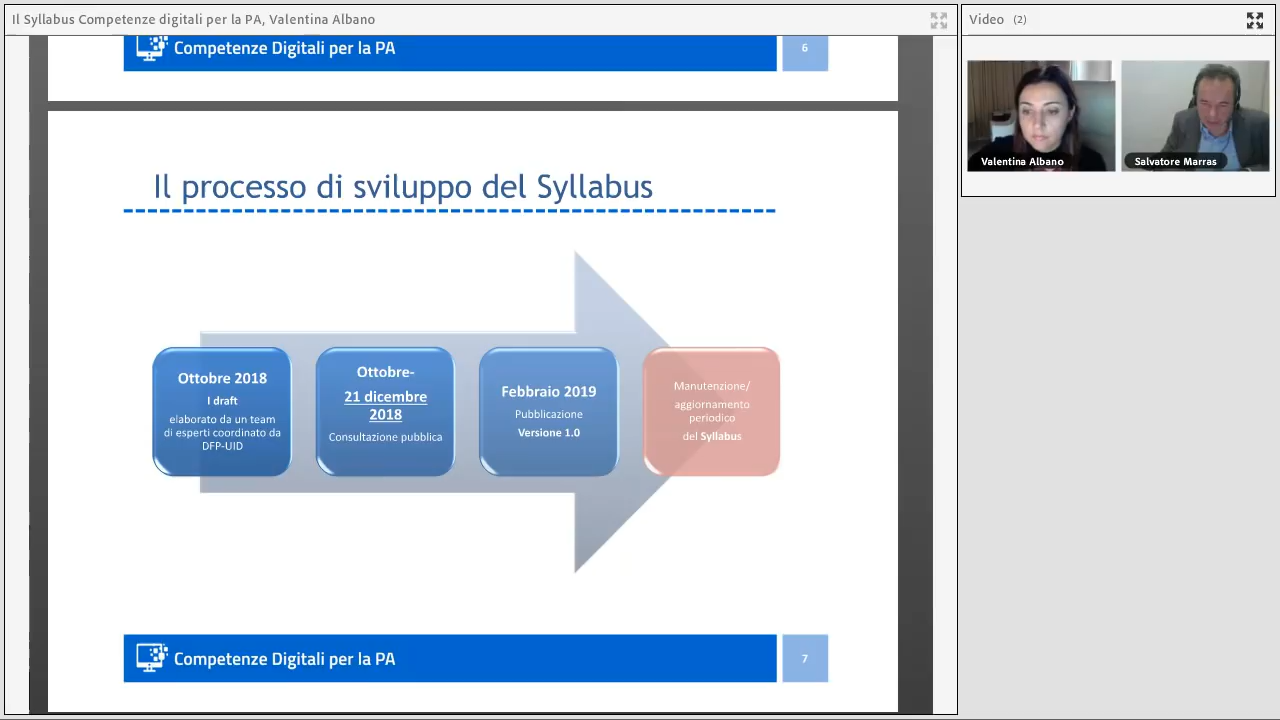 Il Syllabus Competenze digitali per la PA, Valentina Albano
Video (2)
Competenze Digitali per la PA
6
Valentina Albano
Salvatore Marras
Il processo di sviluppo del Syllabus
Ottobre 2018
I draft
elaborato da un team
di esperti coordinato da
DFP-UID
Ottobre-
21 dicembre
2018
Consultazione pubblica
Febbraio 2019
Pubblicazione
Versione 1.0
Manutenzione/
aggiornamento
periodico
del Syllabus
Competenze Digitali per la PA
7